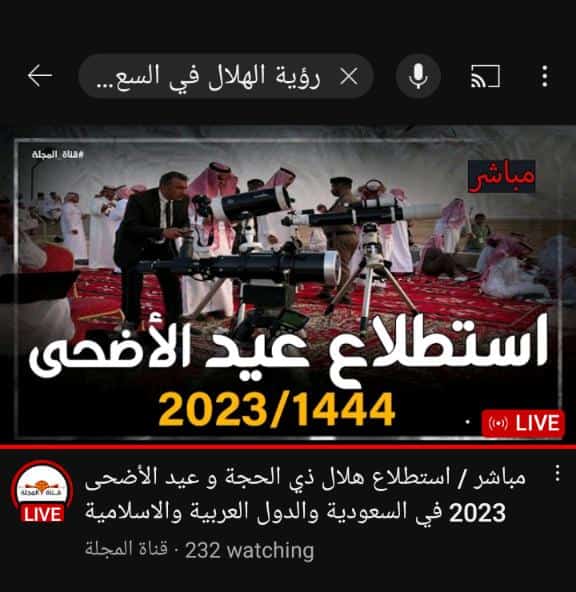 رؤية الهلال في السع...
#قناة_المجلة
مباشر
استطلاع عيد الأضحى
2023/1444
LIVE
مباشر / استطلاع هلال ذي الحجة و عيد الأضحى
2023 في السعودية والدول العربية والاسلامية
قناة المجلة · 232 watching
قناة المجلة
LIVE